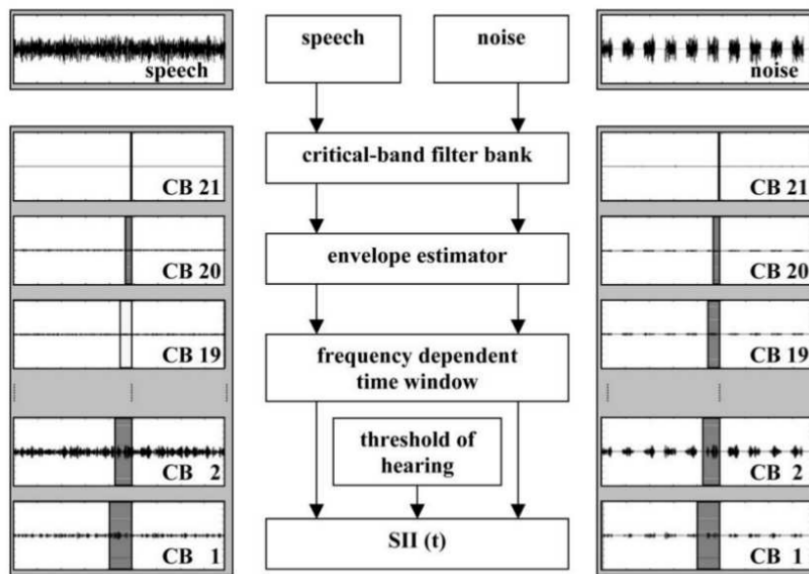 speech
CB 21
CB 20
CB 19
CB 2
CB 1
speech
noise
critical-band filter bank
envelope estimator
frequency dependent
time window
threshold of
hearing
SII (t)
noise
CB 21
CB 20
CB 19
CB 2
CB 1